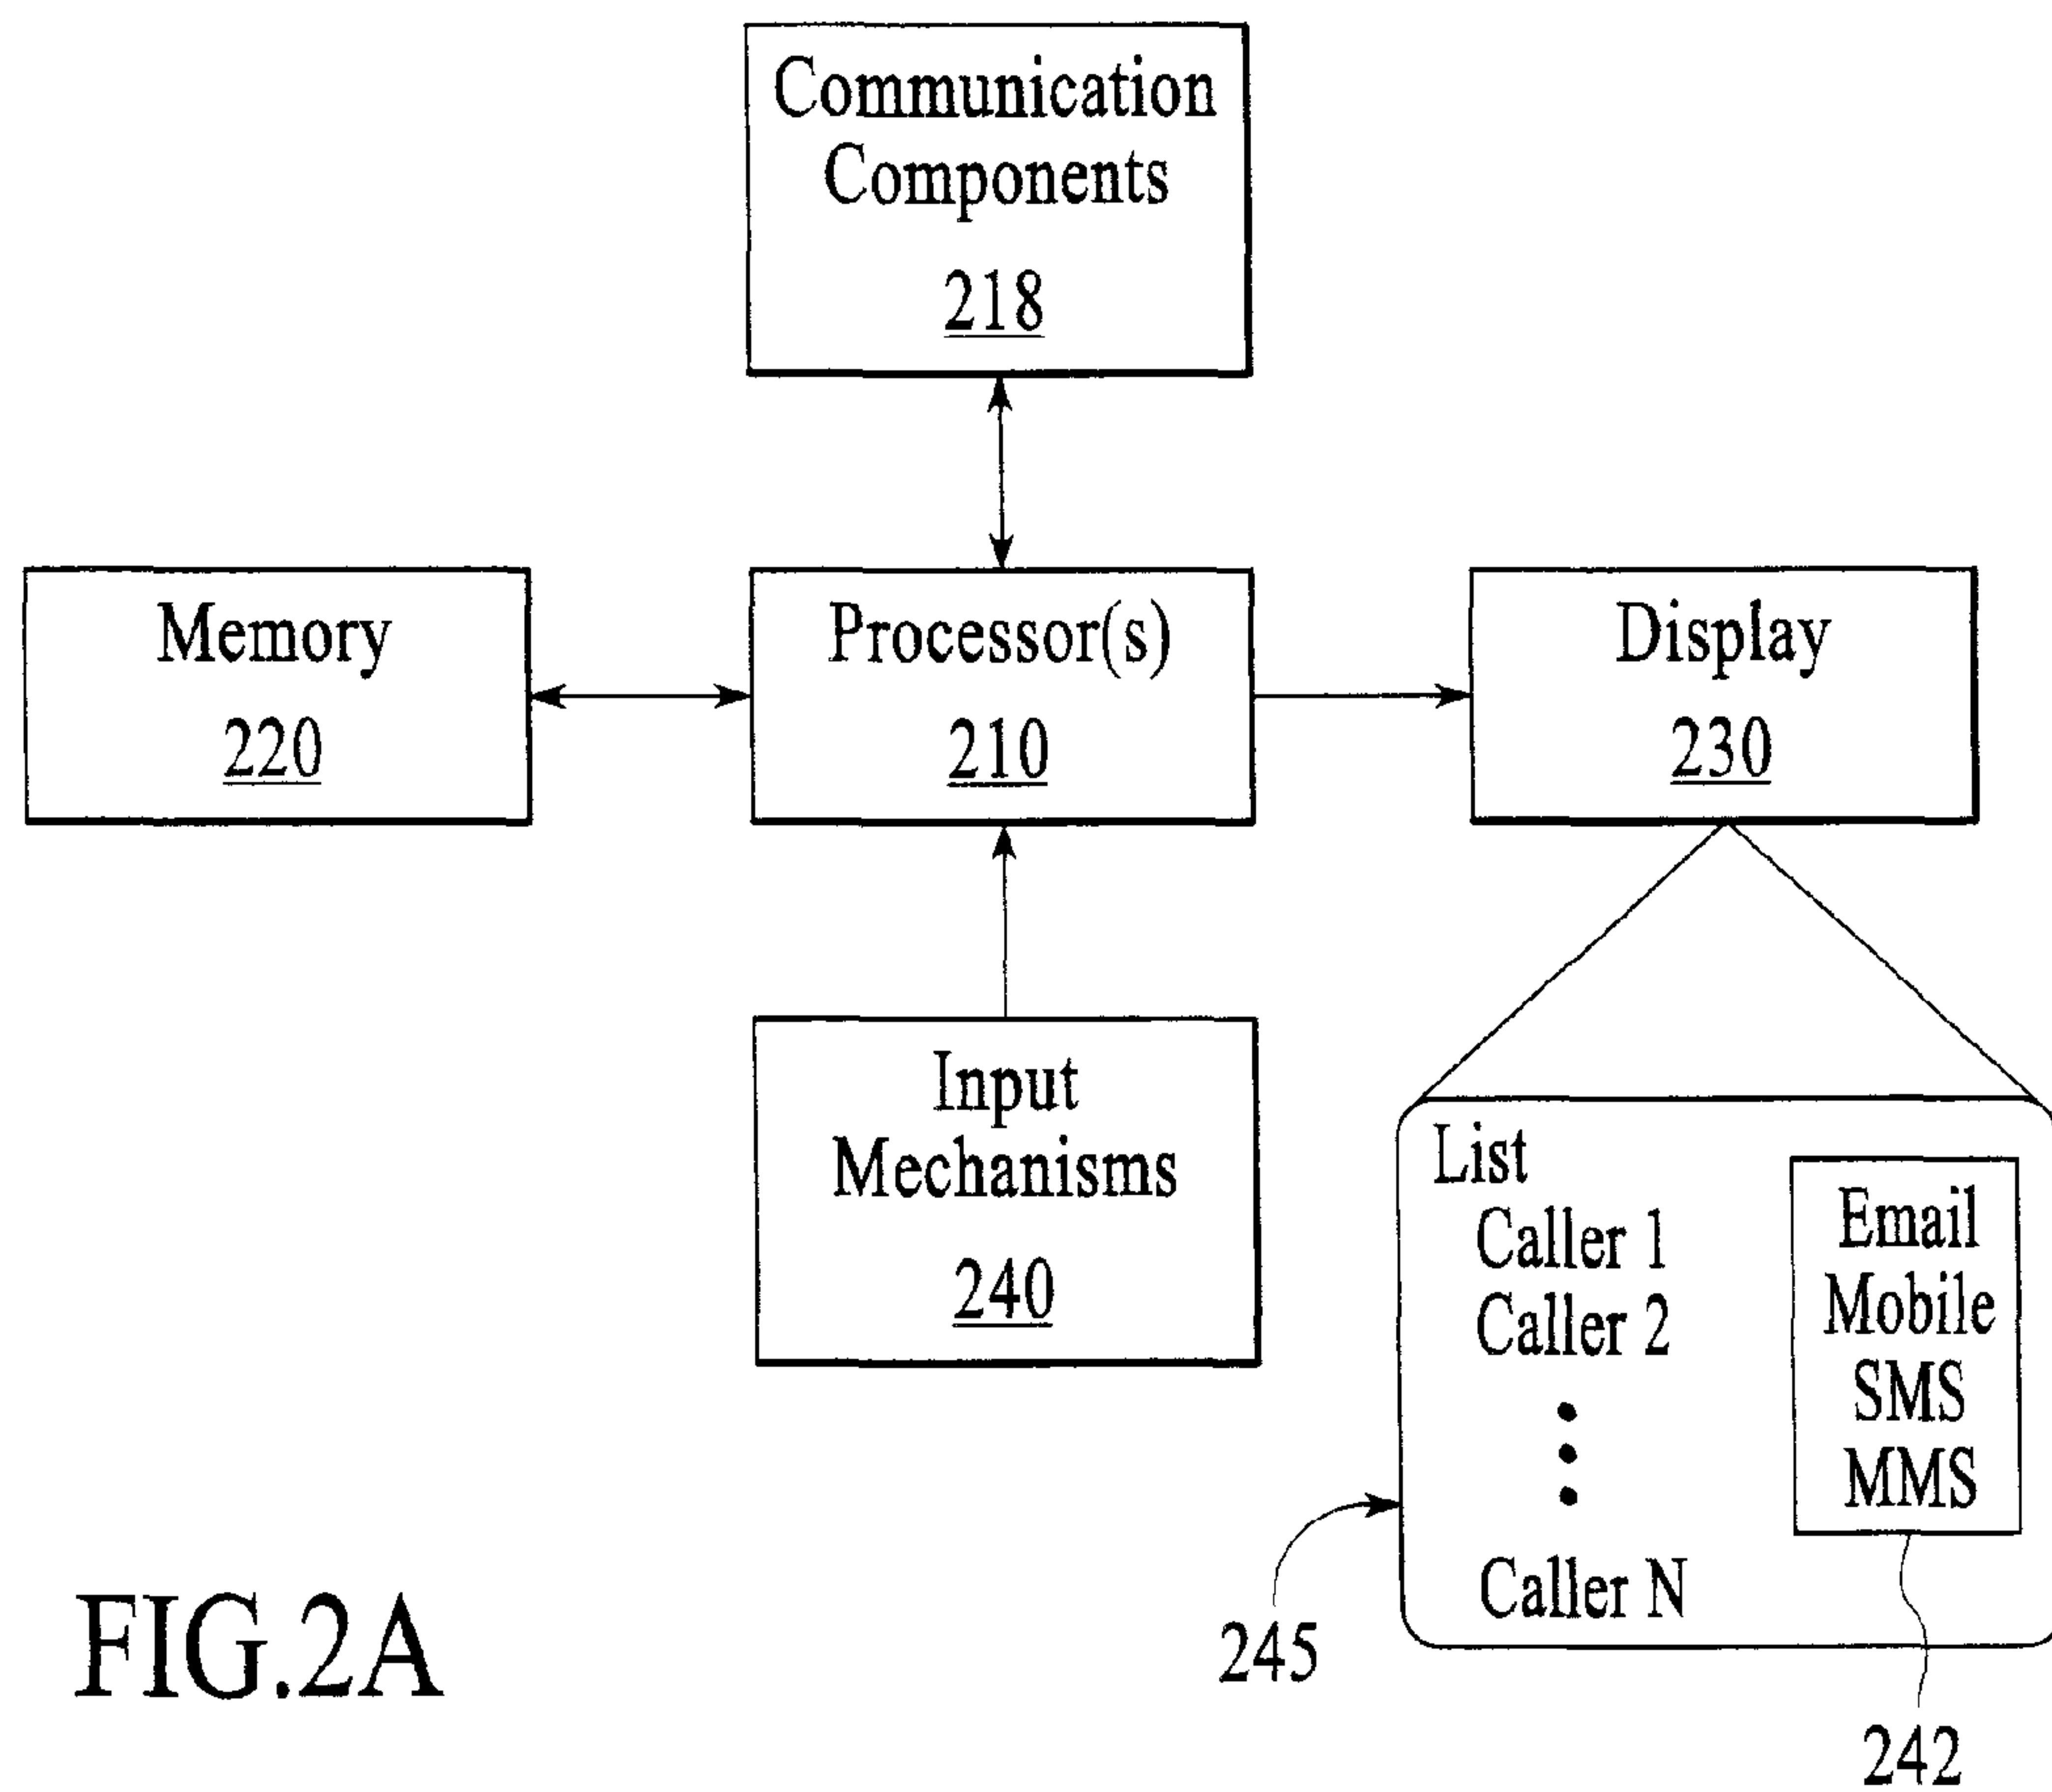 Communication
Components
218
Memory
220
Processor(s)
210
Display
230
Input
Mechanisms
240
List
Caller 1
Caller 2
Caller N
Email
Mobile
SMS
MMS
245
242
FIG.2A